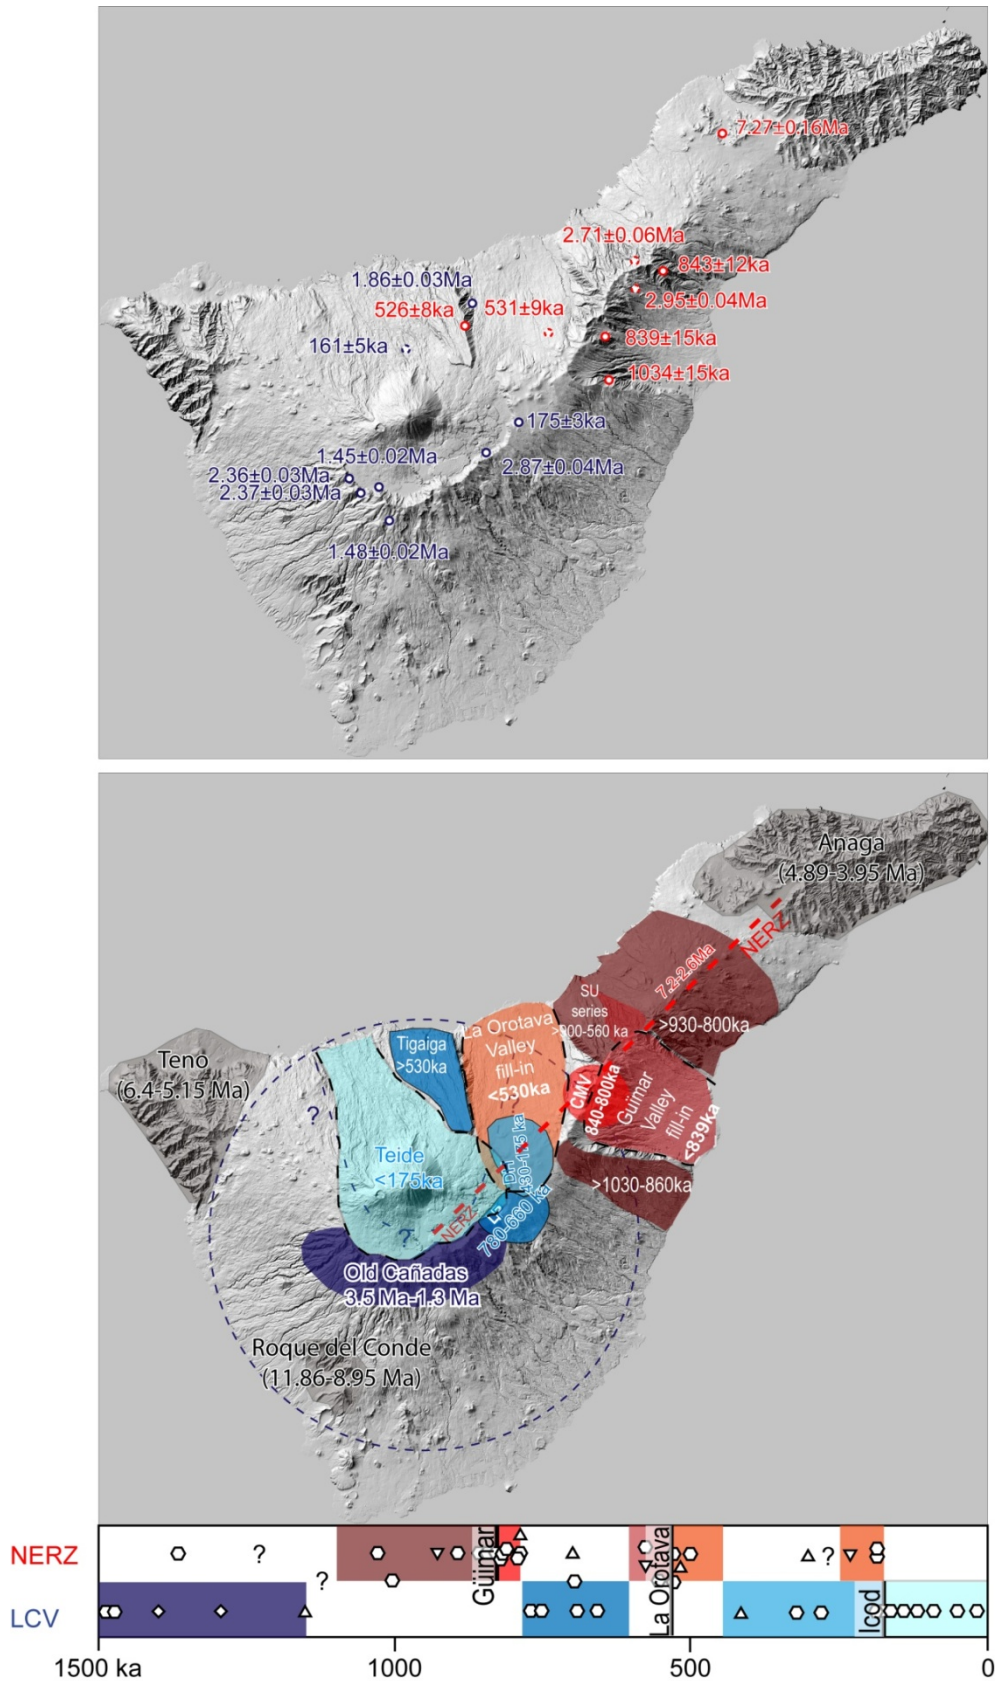 7.27±0.16Ma
2.71±0.06Ma
843±12ka
1.86±0.03Ma
2.95±0.04Ma
526±8ka
531±9ka
839±15ka
161±5ka
1034±15ka
175±3ka
1.45±0.02Ma
2.87±0.04Ma
2.36±0.03Ma
2.37±0.03Ma
1.48±0.02Ma
Anaga
(4.89-3.95 Ma)
NERZ
7.2-2.6Ma
SU
series
>900-560 ka
>930-800ka
La Orotava
Valley
fill-in
<530ka
Tigaiga
>530ka
Teno
(6.4-5.15 Ma)
CMV
840-800ka
Guimar
Valley
fill-in
<839ka
?
Teide
<175ka
DH
>1030-860ka
NERZ
780-660 ka
?
Old Cañadas
3.5 Ma-1.3 Ma
Roque del Conde
(11.86-8.95 Ma)
NERZ
?
Güimar
La Orotava
?
?
LCV
Icod
1500 ka
1000
500
0